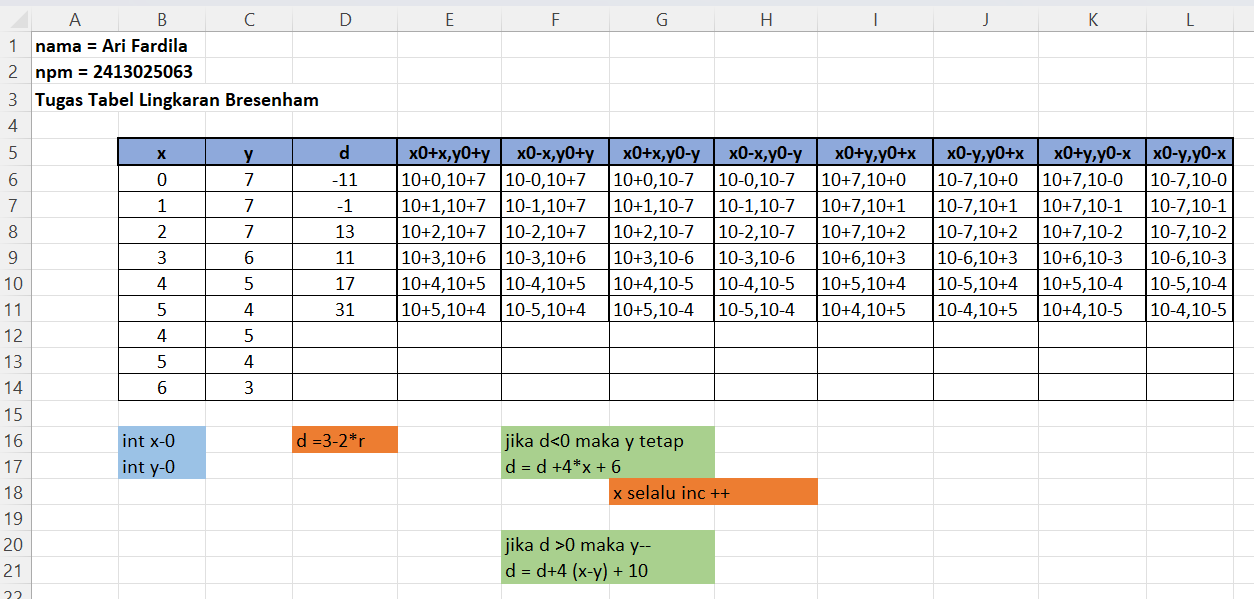 A B C D E F G H I J K L
1 nama = Ari Fardila
2 npm = 2413025063
3 Tugas Tabel Lingkaran Bresenham
4
5 x y d x0+x,y0+y x0-x,y0+y x0+x,y0-y x0-x,y0-y x0+y,y0+x x0-y,y0+x x0+y,y0-x x0-y,y0-x
6 0 7 -11 10+0,10+7 10-0,10+7 10+0,10-7 10-0,10-7 10+7,10+0 10-7,10+0 10+7,10-0 10-7,10-0
7 1 7 -1 10+1,10+7 10-1,10+7 10+1,10-7 10-1,10-7 10+7,10+1 10-7,10+1 10+7,10-1 10-7,10-1
8 2 7 13 10+2,10+7 10-2,10+7 10+2,10-7 10-2,10-7 10+7,10+2 10-7,10+2 10+7,10-2 10-7,10-2
9 3 6 11 10+3,10+6 10-3,10+6 10+3,10-6 10-3,10-6 10+6,10+3 10-6,10+3 10+6,10-3 10-6,10-3
10 4 5 17 10+4,10+5 10-4,10+5 10+4,10-5 10-4,10-5 10+5,10+4 10-5,10+4 10+5,10-4 10-5,10-4
11 5 4 31 10+5,10+4 10-5,10+4 10+5,10-4 10-5,10-4 10+4,10+5 10-4,10+5 10+4,10-5 10-4,10-5
12 4 5
13 5 4
14 6 3
15
16 int x-0 d =3-2*r jika d<0 maka y tetap
17 int y-0 d = d +4*x + 6
18 x selalu inc ++
19
20 jika d >0 maka y--
21 d = d+4 (x-y) + 10
22